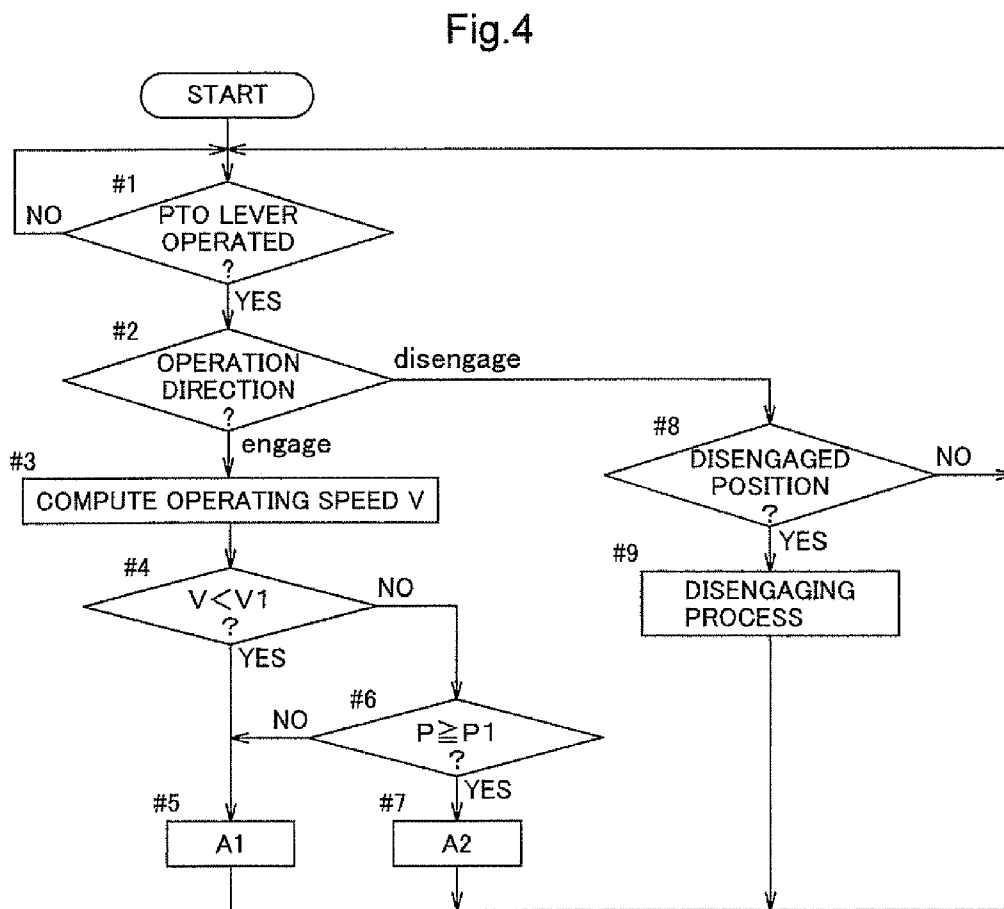 Fig.4
START
#1
NO
PTO LEVER
OPERATED
?
YES
#2
OPERATION
DIRECTION
?
disengage
engage
#3
COMPUTE OPERATING SPEED V
#8
DISENGAGED
POSITION
?
NO
YES
#4
V<V1
?
NO
YES
#9
DISENGAGING
PROCESS
#6
NO
P≧P1
?
YES
#5
A1
#7
A2